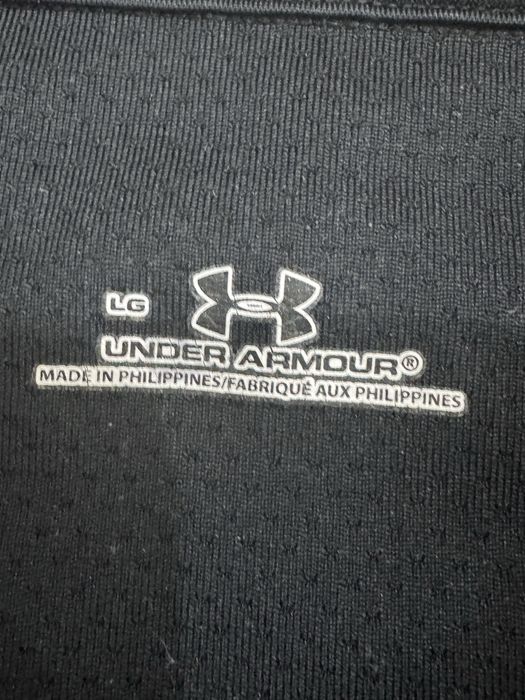 LG
UNDER ARMOUR®
MADE IN PHILIPPINES/FABRIQUÉ AUX PHILIPPINES